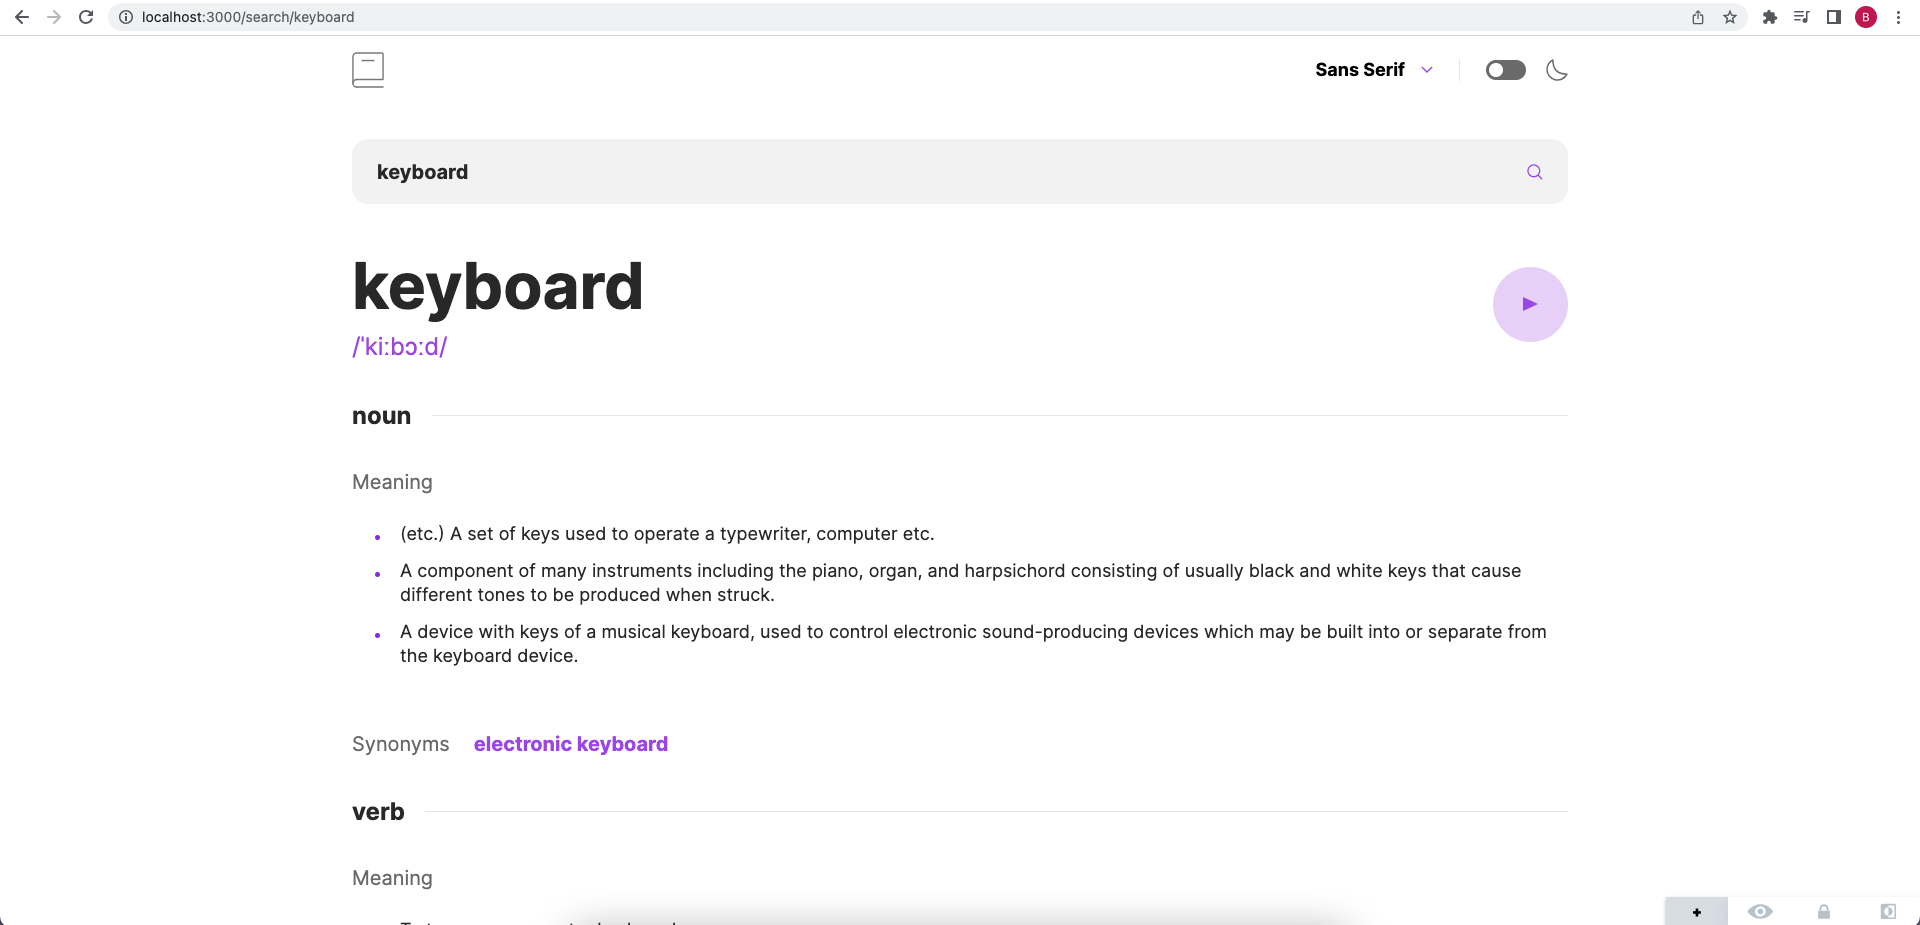 localhost:3000/search/keyboard
B
Sans Serif
keyboard
keyboard
/ˈkiːbɔːd/
noun
Meaning
(etc.) A set of keys used to operate a typewriter, computer etc.
A component of many instruments including the piano, organ, and harpsichord consisting of usually black and white keys that cause
different tones to be produced when struck.
A device with keys of a musical keyboard, used to control electronic sound-producing devices which may be built into or separate from
the keyboard device.
Synonyms electronic keyboard
verb
Meaning